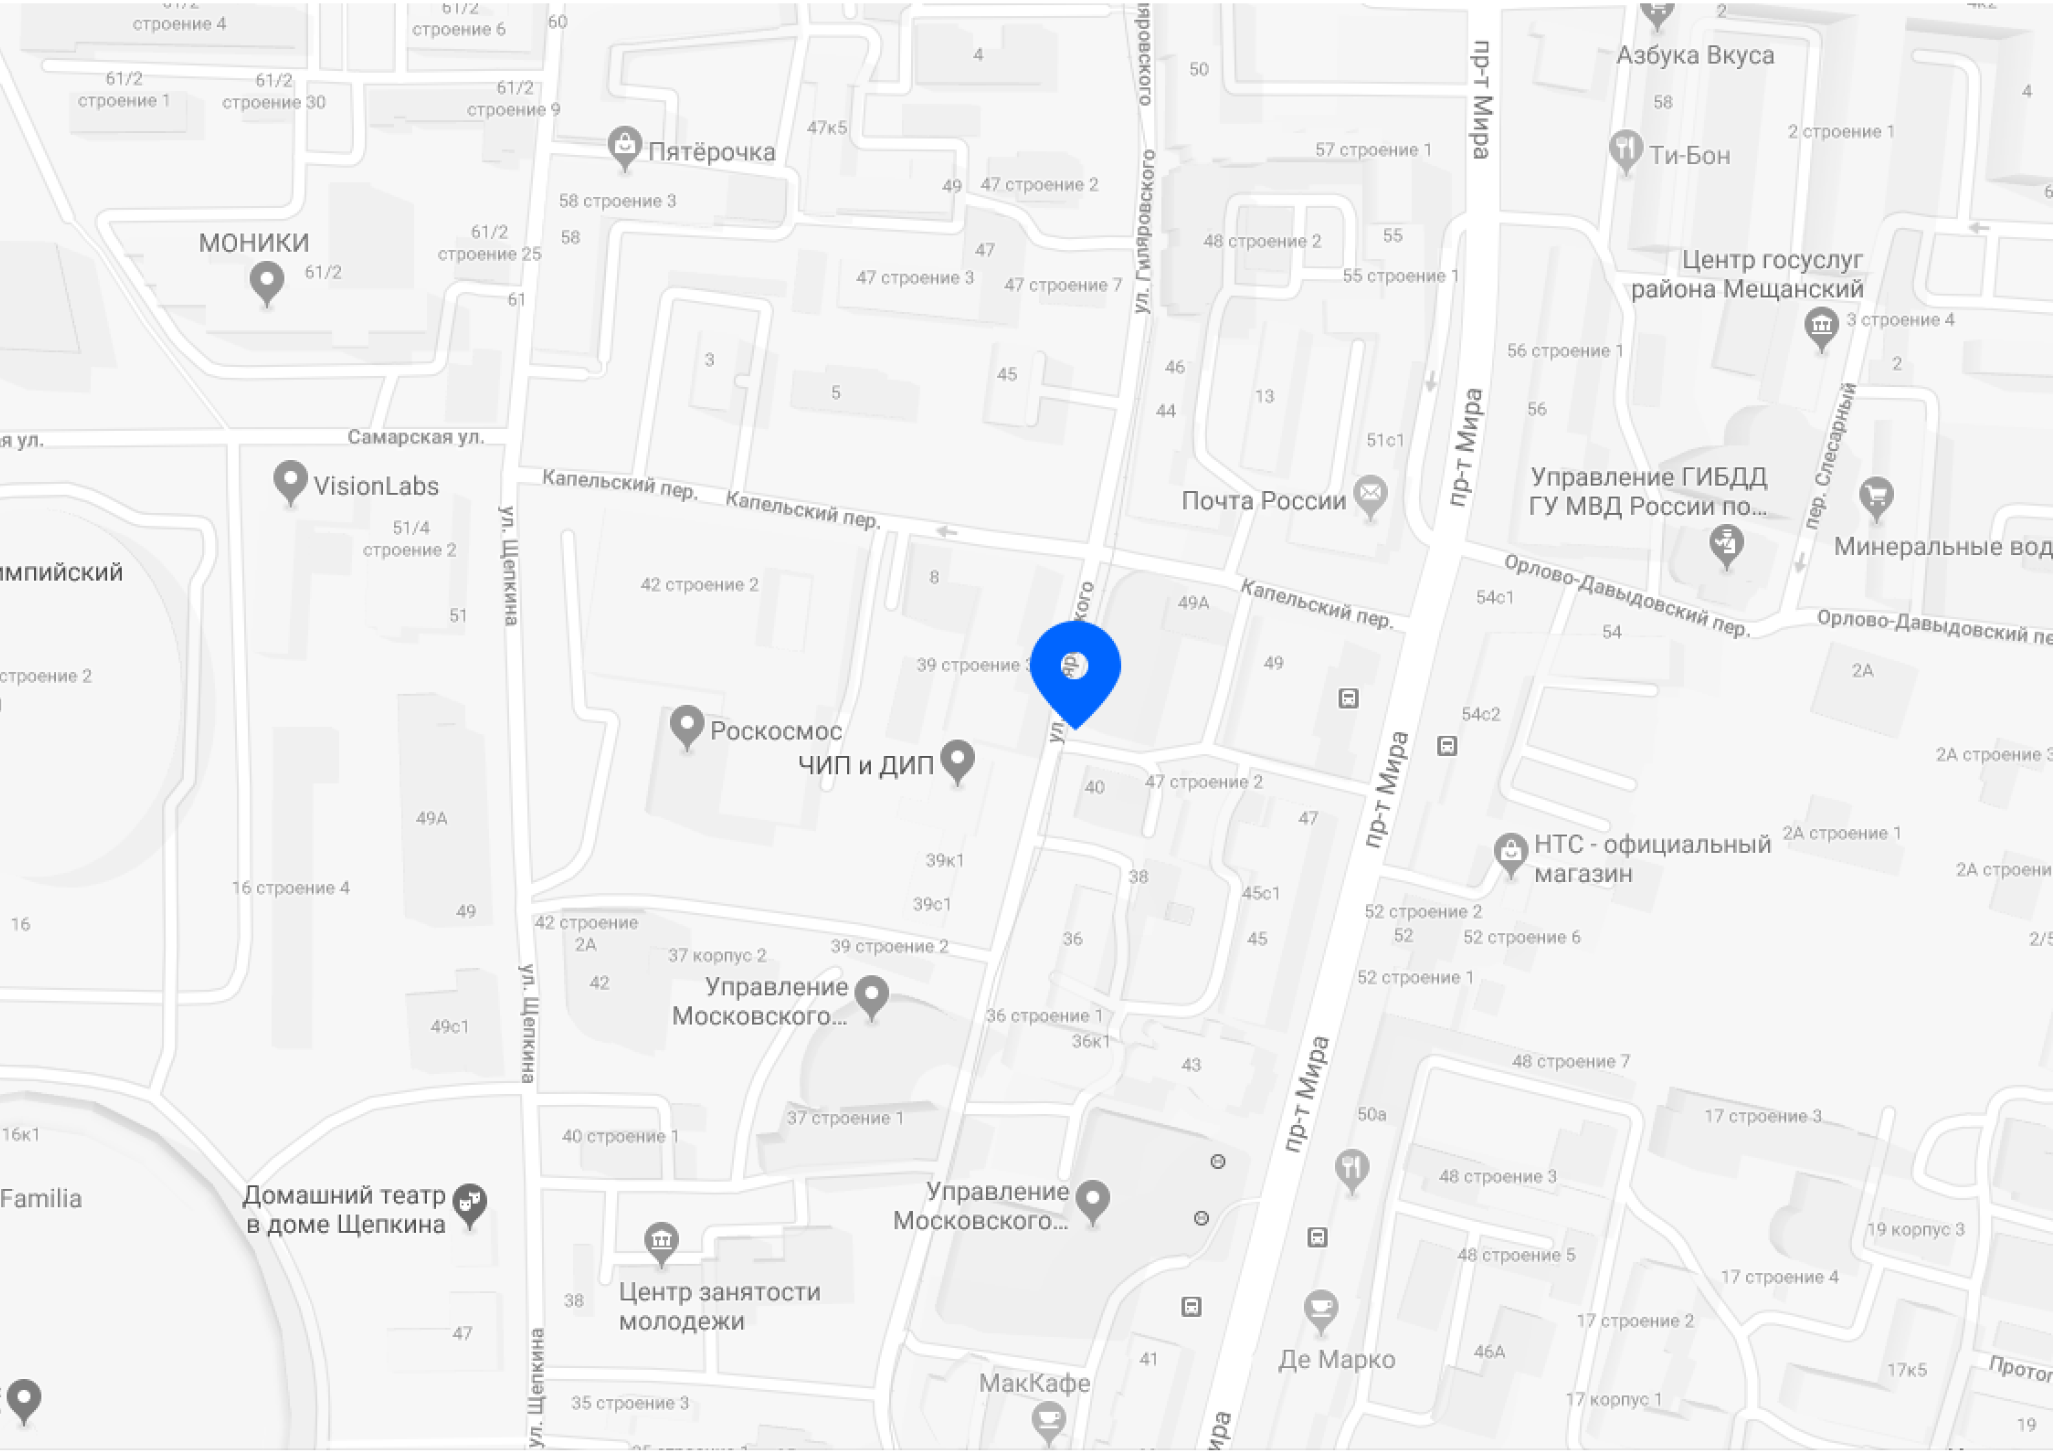 строение 4
61/2
строение 6
60
4
50
пр-т Мира
2
Азбука Вкуса
58
4
61/2
строение 1
61/2
строение 30
61/2
строение 9
47к5
57 строение 1
2 строение 1
Ти-Бон
Пятёрочка
49
47 строение 2
ул. Гиляровского
58 строение 3
58
МОНИКИ
61/2
61/2
строение 25
61
47
47 строение 3
47 строение 7
48 строение 2
55
55 строение 1
Центр госуслуг
района Мещанский
3 строение 4
2
56 строение 1
56
3
5
45
46
44
13
51с1
пр-т Мира
пер. Слесарный
я ул.
Самарская ул.
VisionLabs
51/4
строение 2
51
Капельский пер.
Капельский пер.
Почта России
Управление ГИБДД
ГУ МВД России по...
Минеральные вод
ул. Щепкина
импийский
строение 2
42 строение 2
8
49А
Капельский пер.
Орлово-Давыдовский пер.
Орлово-Давыдовский пе
54с1
54
39 строение 3
49
2А
54с2
Роскосмос
ЧИП и ДИП
40
47 строение 2
47
пр-т Мира
2А строение 3
2А строение 1
2А строени
49А
16 строение 4
49
16
39к1
39с1
38
45с1
45
36
НТС - официальный
магазин
52 строение 2
52
52 строение 6
52 строение 1
2/5
42 строение
2А
42
37 корпус 2
39 строение 2
Управление
Московского...
ул. Щепкина
49с1
36 строение 1
36к1
43
пр-т Мира
48 строение 7
50а
17 строение 3
16к1
40 строение 1
37 строение 1
Familia
Домашний театр
в доме Щепкина
Управление
Московского...
48 строение 3
19 корпус 3
48 строение 5
17 строение 4
Центр занятости
молодежи
38
47
17 строение 2
Де Марко
46А
41
МакКафе
17к5
Протоп
17 корпус 1
19
35 строение 3
ул. Щепкина
ира